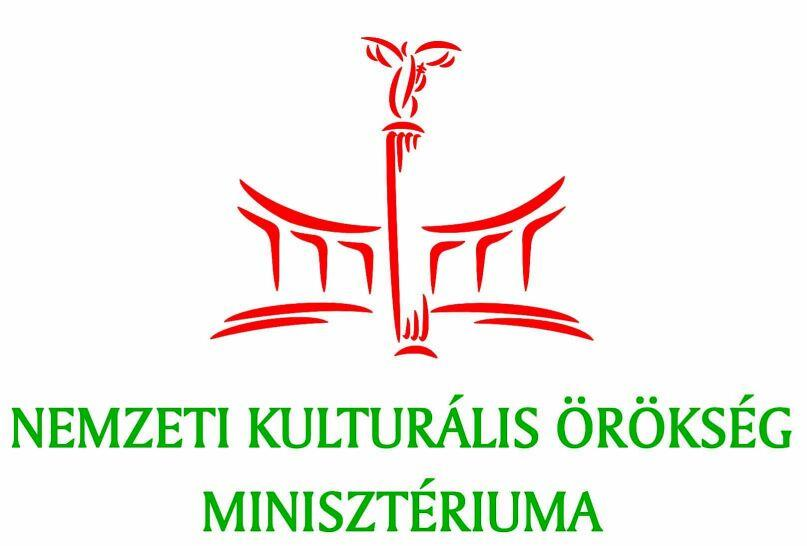 NEMZETI KULTURÁLIS ÖRÖKSÉG
MINISZTÉRIUMA